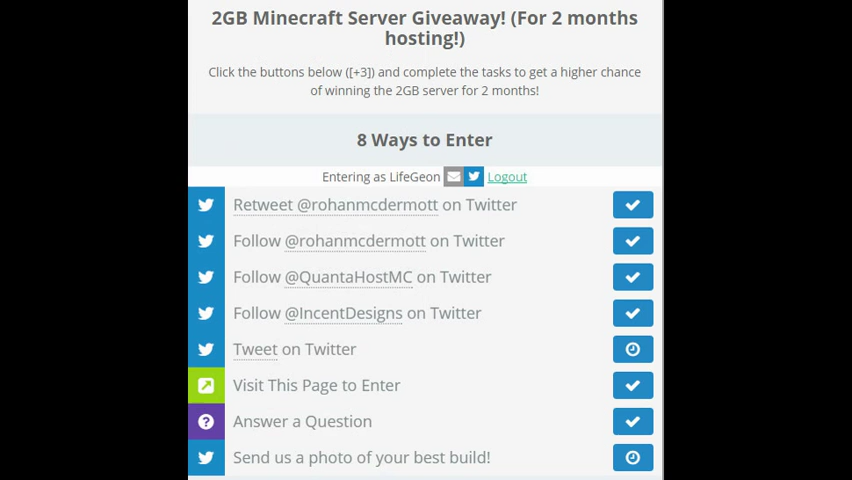 2GB Minecraft Server Giveaway! (For 2 months
hosting!)
Click the buttons below ([+3]) and complete the tasks to get a higher chance
of winning the 2GB server for 2 months!
8 Ways to Enter
Entering as LifeGeon Logout
Retweet @rohanmcdermott on Twitter
Follow @rohanmcdermott on Twitter
Follow @QuantaHostMC on Twitter
Follow @IncentDesigns on Twitter
Tweet on Twitter
Visit This Page to Enter
Answer a Question
Send us a photo of your best build!